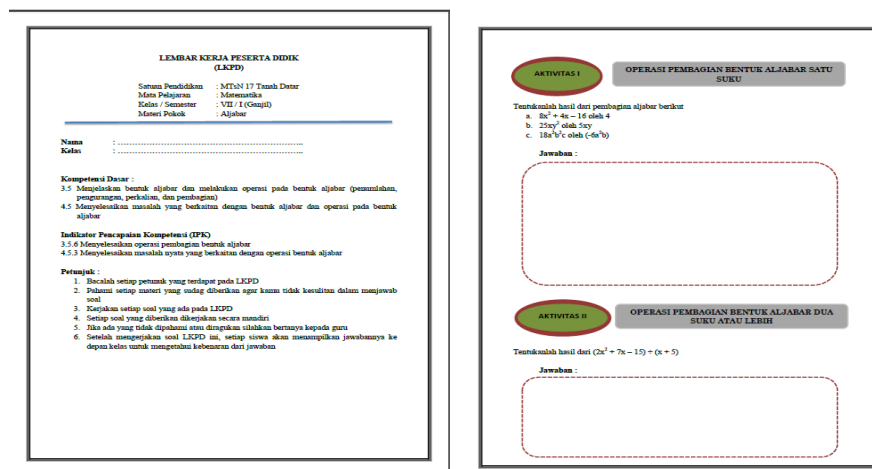 LEMBAR KERJA PESERTA DIDIK
(LKPD)
Satuan Pendidikan : MTsN 17 Tanah Datar
Mata Pelajaran : Matematika
Kelas / Semester : VII / I (Ganjil)
Materi Pokok : Aljabar
Nama : ……………………………………………………..
Kelas : ……………………………………………………..
Kompetensi Dasar :
3.5 Menjelaskan bentuk aljabar dan melakukan operasi pada bentuk aljabar (penumlahan,
pengurangan, perkalian, dan pembagian)
4.5 Menyelesaikan masalah yang berkaitan dengan bentuk aljabar dan operasi pada bentuk
aljabar
Indikator Pencapaian Kompetensi (IPK)
3.5.6 Menyelesaikan operasi pembagian bentuk aljabar
4.5.3 Menyelesaikan masalah nyata yang berkaitan dengan operasi bentuk aljabar
Petunjuk :
1. Bacalah setiap petunuk yang terdapat pada LKPD
2. Pahami setiap materi yang sudag diberikan agar kamu tidak kesulitan dalam menjawab
soal
3. Kerjakan setiap soal yang ada pada LKPD
4. Setiap soal yang diberikan dikerjakan secara mandiri
5. Jika ada yang tidak dipahami atau diragukan silahkan bertanya kepada guru
6. Setelah mengerjakan soal LKPD ini, setiap siswa akan menampilkan jawabannya ke
depan kelas untuk mengetahui kebenaran dari jawaban
AKTIVITAS I
OPERASI PEMBAGIAN BENTUK ALJABAR SATU
SUKU
Tentukanlah hasil dari pembagian aljabar berikut
a. 8x² + 4x – 16 oleh 4
b. 25xy² oleh 5xy
c. 18a²b²c oleh (-6a²b)
Jawaban :
AKTIVITAS II
OPERASI PEMBAGIAN BENTUK ALJABAR DUA
SUKU ATAU LEBIH
Tentukanlah hasil dari (2x² + 7x – 15) ÷ (x + 5)
Jawaban :